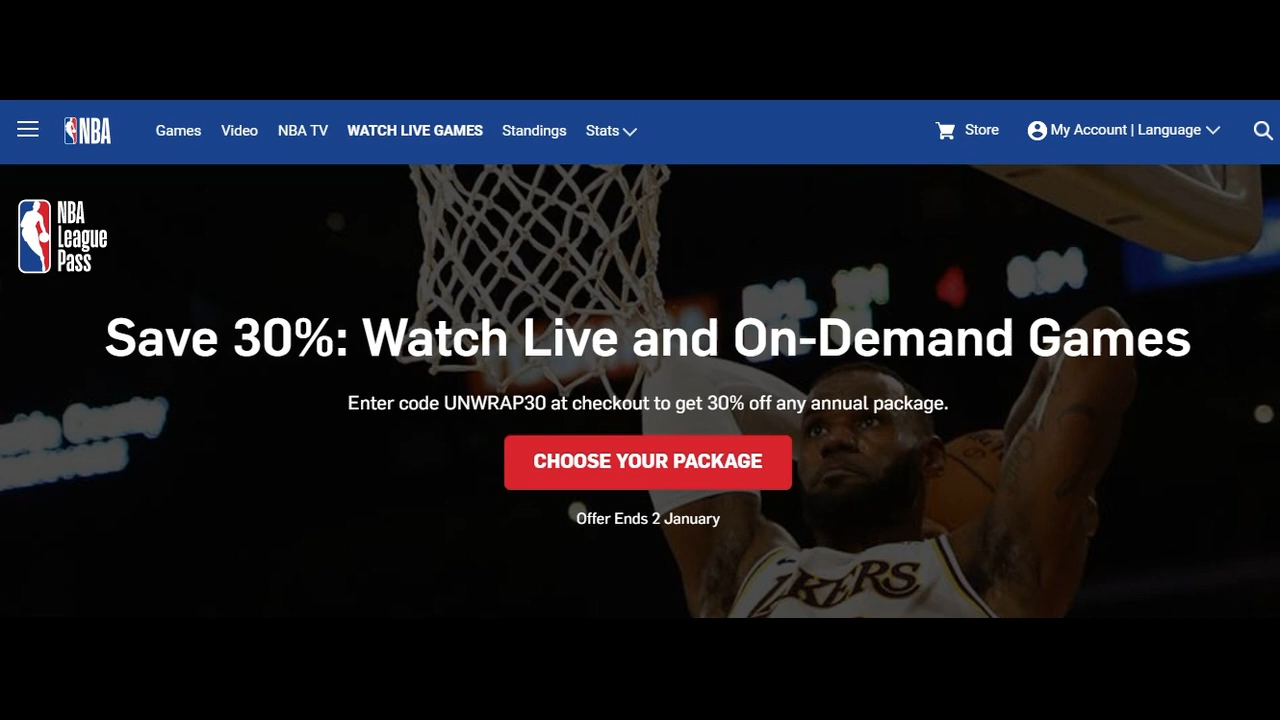 NBA
Games
Video
NBA TV
WATCH LIVE GAMES
Standings
Stats
Store
My Account | Language
NBA
League
Pass
Save 30%: Watch Live and On-Demand Games
Enter code UNWRAP30 at checkout to get 30% off any annual package.
CHOOSE YOUR PACKAGE
Offer Ends 2 January